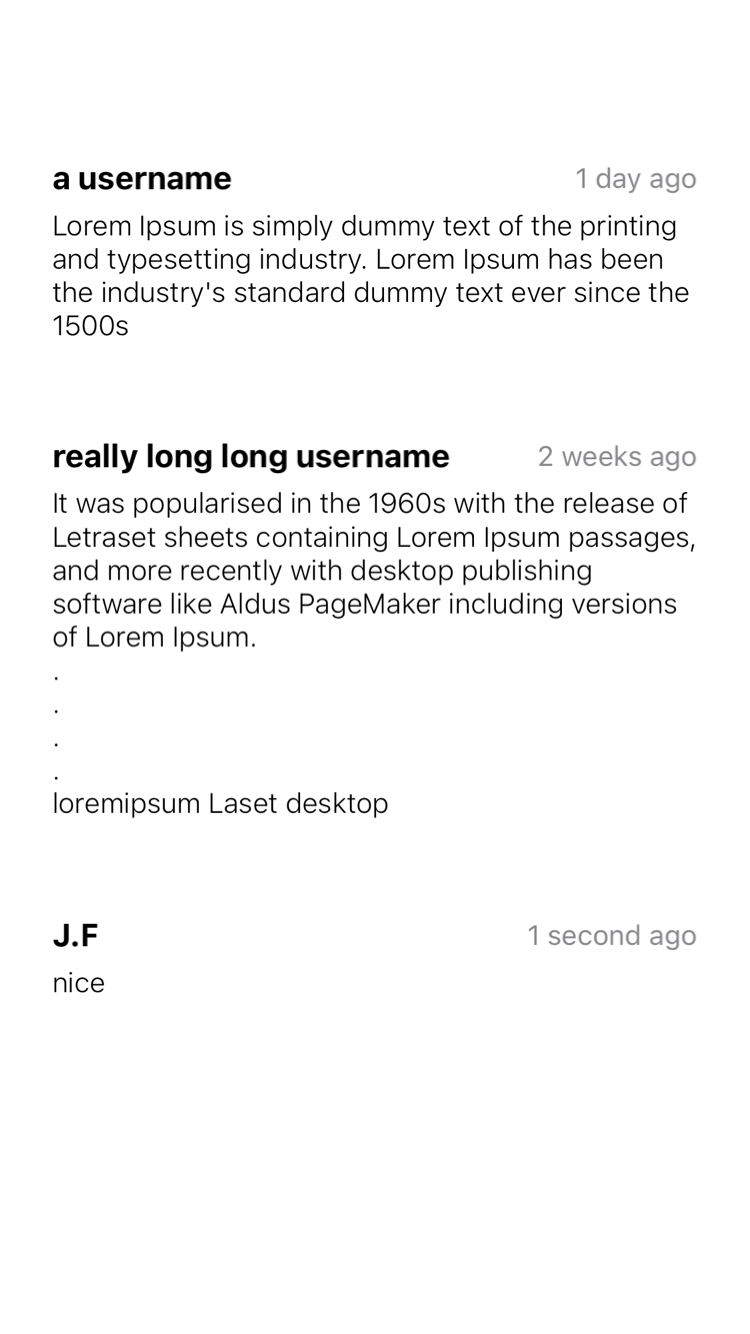 a username 1 day ago
Lorem Ipsum is simply dummy text of the printing
and typesetting industry. Lorem Ipsum has been
the industry's standard dummy text ever since the
1500s
really long long username 2 weeks ago
It was popularised in the 1960s with the release of
Letraset sheets containing Lorem Ipsum passages,
and more recently with desktop publishing
software like Aldus PageMaker including versions
of Lorem Ipsum.
.
.
.
.
loremipsum Laset desktop
J.F 1 second ago
nice